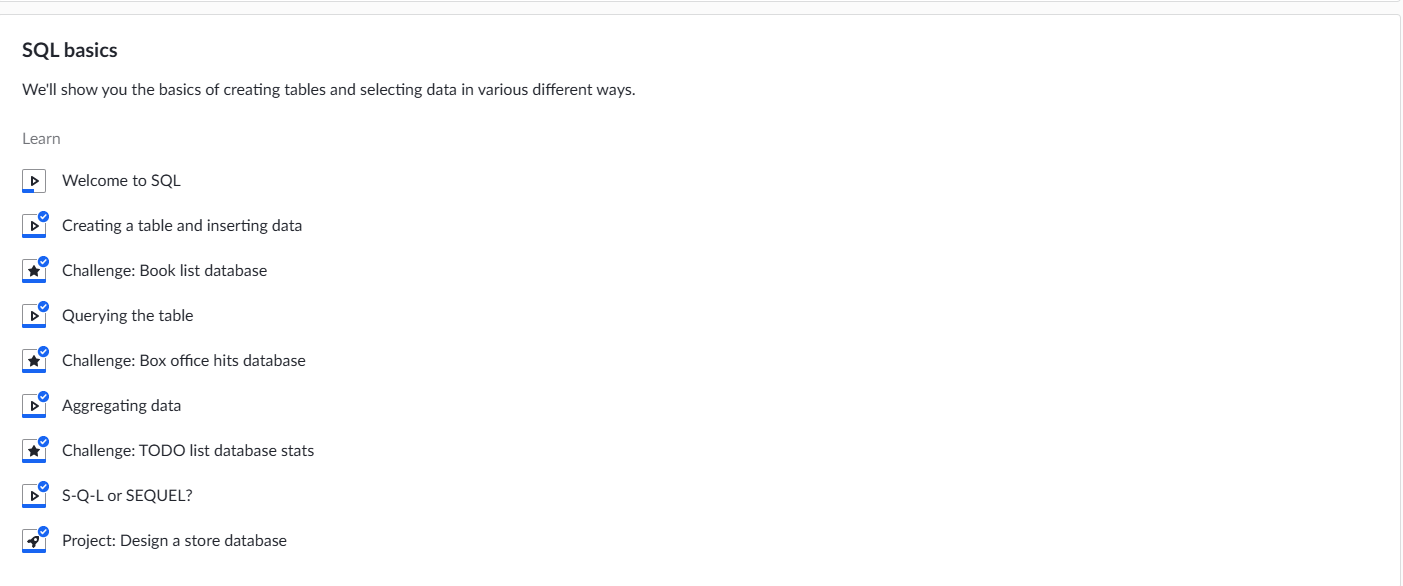 SQL basics
We'll show you the basics of creating tables and selecting data in various different ways.
Learn
Welcome to SQL
Creating a table and inserting data
Challenge: Book list database
Querying the table
Challenge: Box office hits database
Aggregating data
Challenge: TODO list database stats
S-Q-L or SEQUEL?
Project: Design a store database